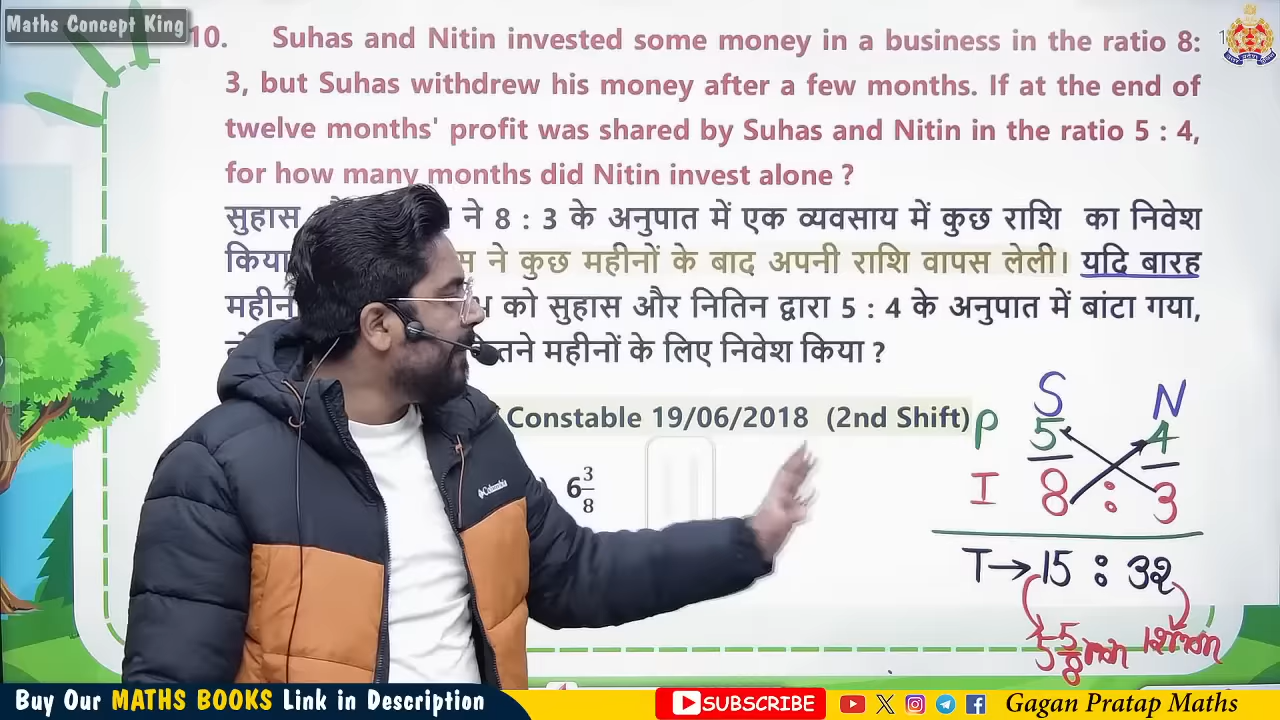 Maths Concept King
10. Suhas and Nitin invested some money in a business in the ratio 8:
3, but Suhas withdrew his money after a few months. If at the end of
twelve months' profit was shared by Suhas and Nitin in the ratio 5 : 4,
for how many months did Nitin invest alone ?
सुहास ने 8 : 3 के अनुपात में एक व्यवसाय में कुछ राशि का निवेश
किया ने कुछ महीनों के बाद अपनी राशि वापस लेली। यदि बारह
को सुहास और नितिन द्वारा 5 : 4 के अनुपात में बांटा गया,
महीनों के लिए निवेश किया ?
Constable 19/06/2018 (2nd Shift)
6 3/8
S N
P 5 4
I 8 : 3
T → 15 : 32
5 5/8
Buy Our MATHS BOOKS Link in Description
SUBSCRIBE
Gagan Pratap Maths